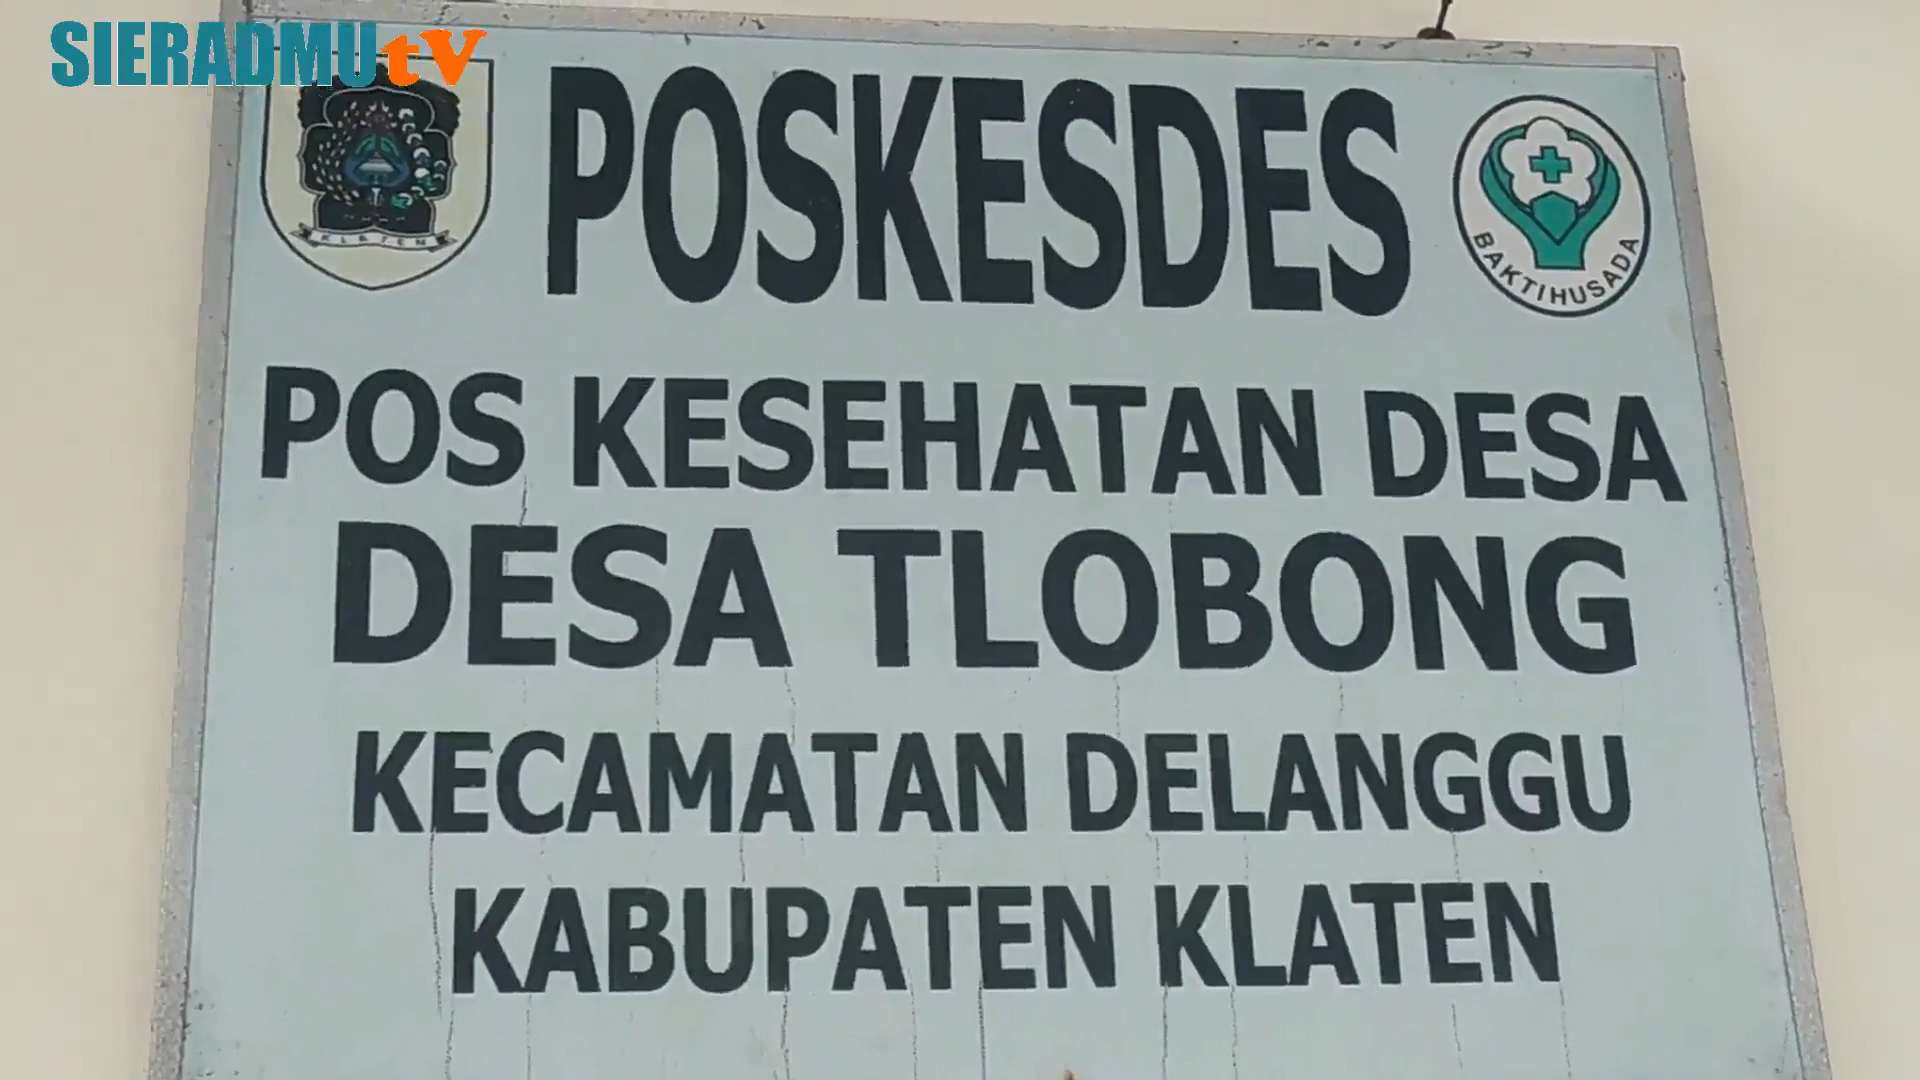 SIERADMUtV
POSKESDES
KLATEN
BAKTI HUSADA
POS KESEHATAN DESA
DESA TLOBONG
KECAMATAN DELANGGU
KABUPATEN KLATEN